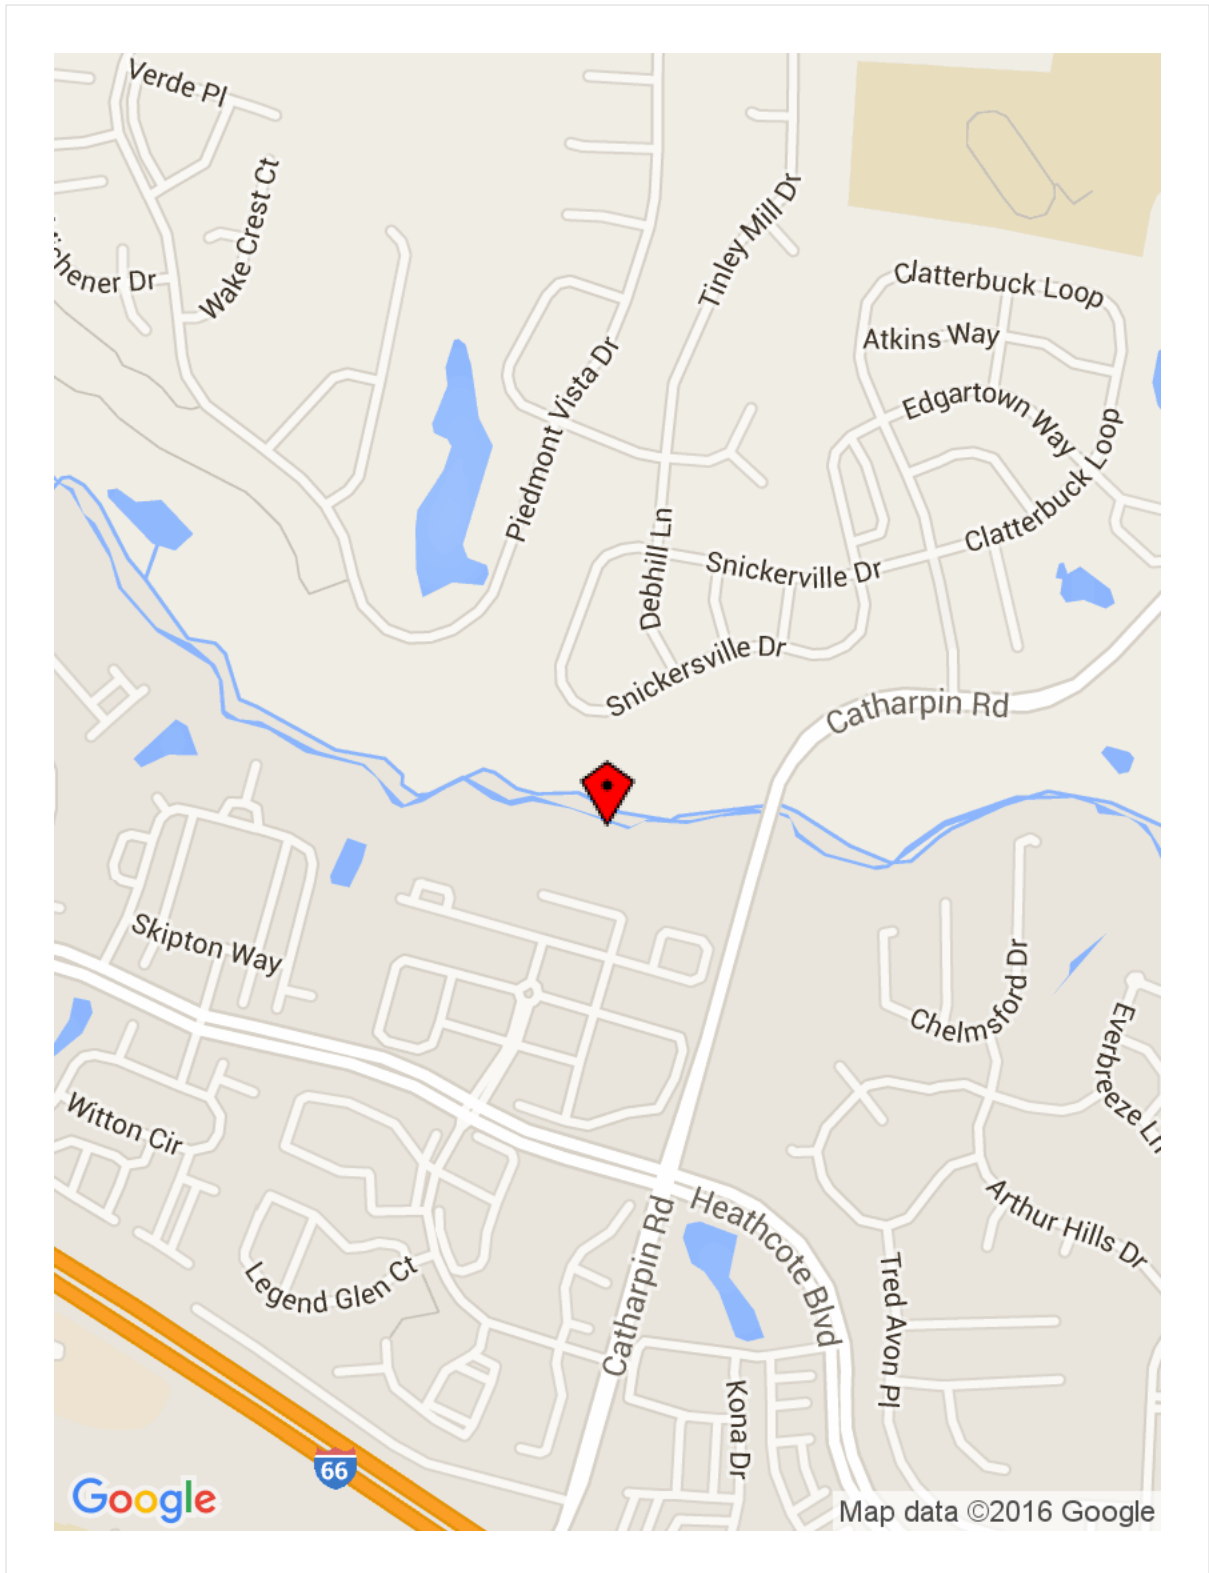 Verde Pl
Wake Crest Ct
Tinley Mill Dr
Clatterbuck Loop
Atkins Way
Edgartown Way
Piedmont Vista Dr
Clatterbuck Loop
Debhill Ln
Snickerville Dr
Snickersville Dr
Catharpin Rd
Skipton Way
Chelmsford Dr
Everbreeze Ln
Witton Cir
Heathcote Blvd
Arthur Hills Dr
Legend Glen Ct
Catharpin Rd
Tred Avon Pl
Kona Dr
66
Google
Map data ©2016 Google